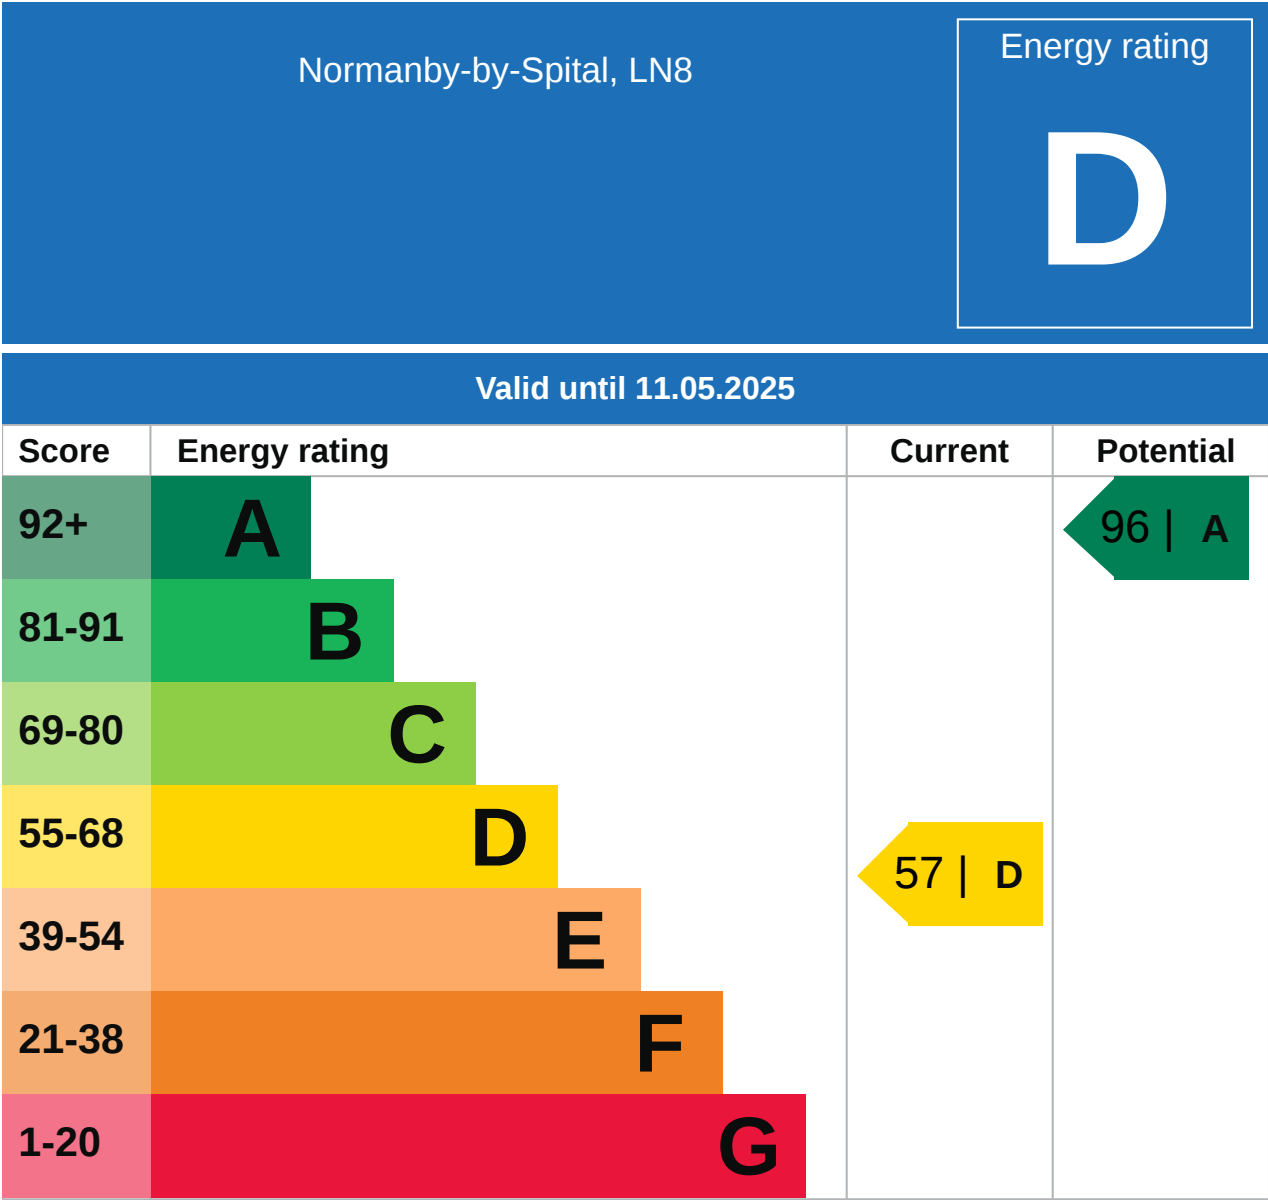 Normanby-by-Spital, LN8
Energy rating
D
Valid until 11.05.2025
Score Energy rating Current Potential
92+ A 96 | A
81-91 B
69-80 C
55-68 D 57 | D
39-54 E
21-38 F
1-20 G